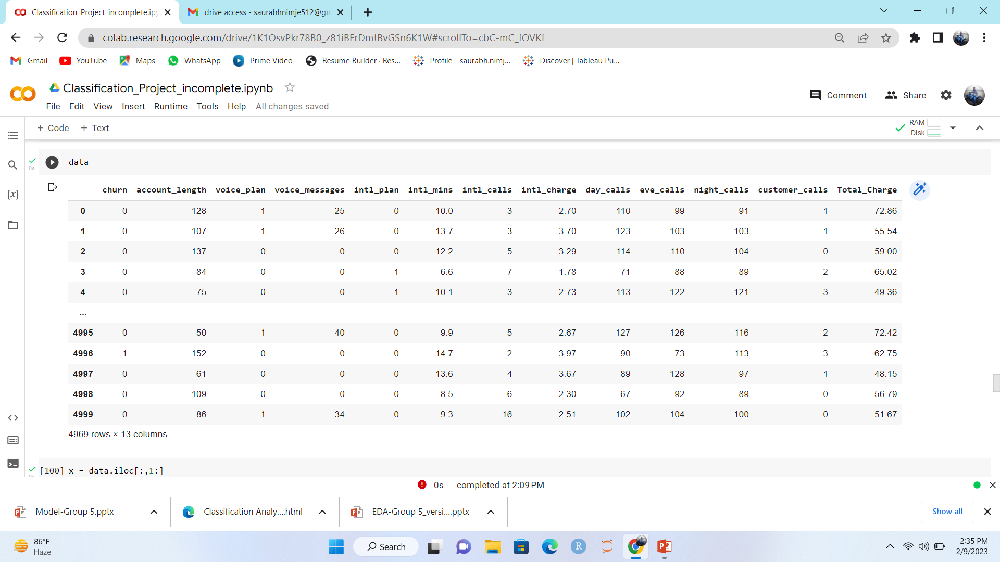 Classification_Project_incomplete.ipy
drive access - saurabhnimje512@gm
colab.research.google.com/drive/1K1OsvPkr78B0_z81iBFrDmtBvGSn6K1W#scrollTo=cbC-mC_fOVKf
Gmail YouTube Maps WhatsApp Prime Video Resume Builder · Res... Profile - saurabh.nimj... Discover | Tableau Pu...
Classification_Project_incomplete.ipynb
Comment Share
File Edit View Insert Runtime Tools Help All changes saved
+ Code + Text
RAM
Disk
{x}
0s
data
churn account_length voice_plan voice_messages intl_plan intl_mins intl_calls intl_charge day_calls eve_calls night_calls customer_calls Total_Charge
0 0 128 1 25 0 10.0 3 2.70 110 99 91 1 72.86
1 0 107 1 26 0 13.7 3 3.70 123 103 103 1 55.54
2 0 137 0 0 0 12.2 5 3.29 114 110 104 0 59.00
3 0 84 0 0 1 6.6 7 1.78 71 88 89 2 65.02
4 0 75 0 0 1 10.1 3 2.73 113 122 121 3 49.36
... ... ... ... ... ... ... ... ... ... ... ... ... ...
4995 0 50 1 40 0 9.9 5 2.67 127 126 116 2 72.42
4996 1 152 0 0 0 14.7 2 3.97 90 73 113 3 62.75
4997 0 61 0 0 0 13.6 4 3.67 89 128 97 1 48.15
4998 0 109 0 0 0 8.5 6 2.30 67 92 89 0 56.79
4999 0 86 1 34 0 9.3 16 2.51 102 104 100 0 51.67
4969 rows × 13 columns
[100] x = data.iloc[:,1:]
0s completed at 2:09 PM
Model-Group 5.pptx
Classification Analy....html
EDA-Group 5_versi....pptx
Show all
86°F
Haze
Search
2:35 PM
2/9/2023